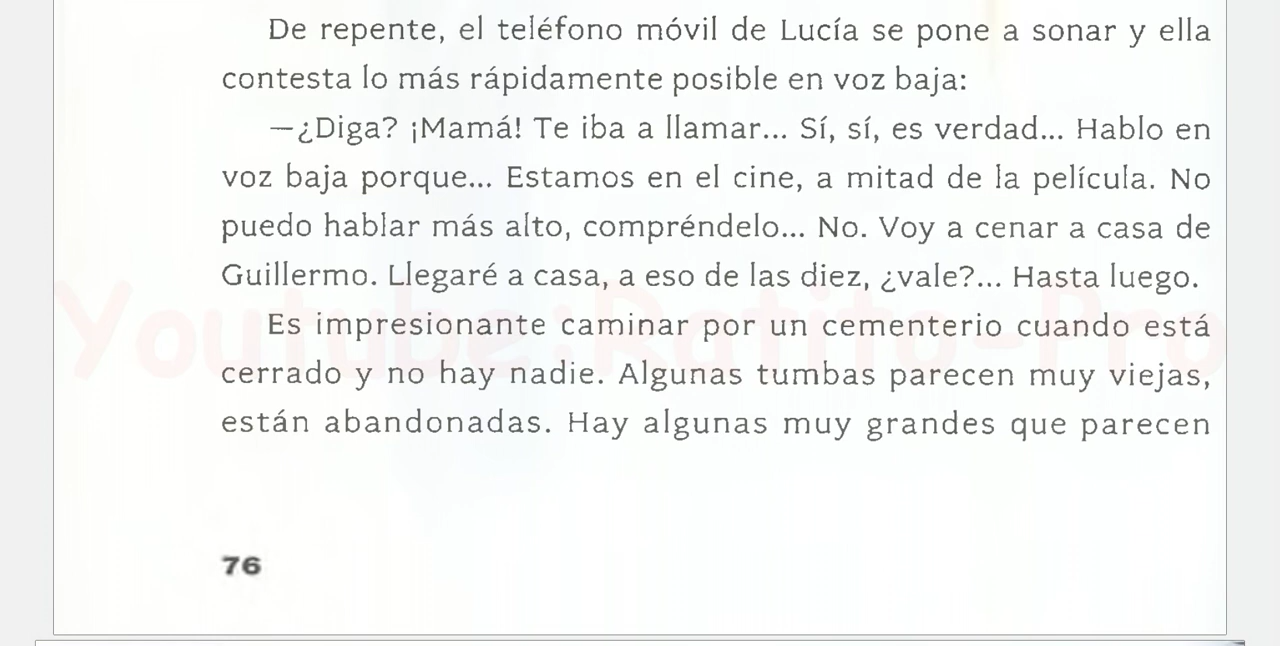 De repente, el teléfono móvil de Lucía se pone a sonar y ella
contesta lo más rápidamente posible en voz baja:
—¿Diga? ¡Mamá! Te iba a llamar... Sí, sí, es verdad... Hablo en
voz baja porque... Estamos en el cine, a mitad de la película. No
puedo hablar más alto, compréndelo... No. Voy a cenar a casa de
Guillermo. Llegaré a casa, a eso de las diez, ¿vale?... Hasta luego.
Youtube:Ratito-Pro
Es impresionante caminar por un cementerio cuando está
cerrado y no hay nadie. Algunas tumbas parecen muy viejas,
están abandonadas. Hay algunas muy grandes que parecen
76